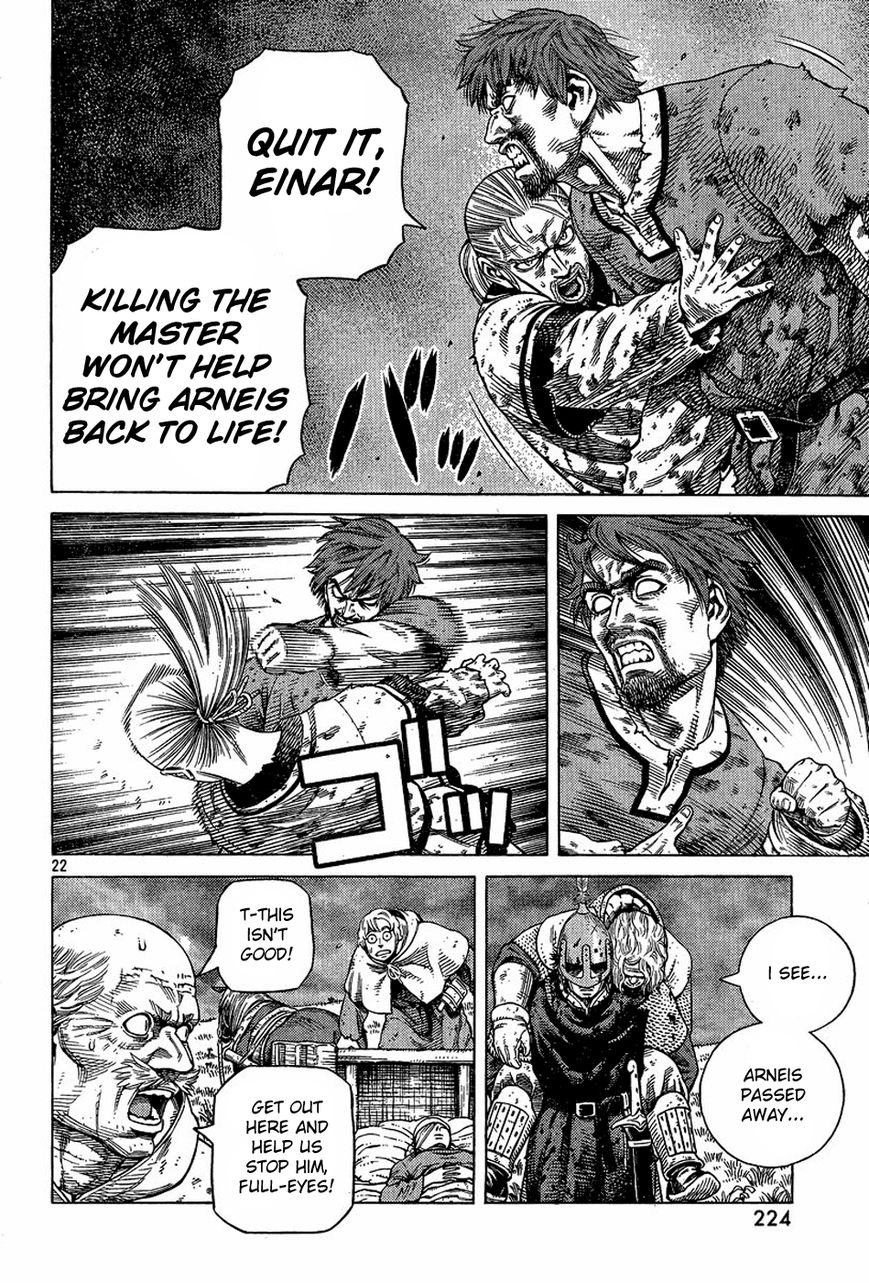 QUIT IT,
EINAR!
KILLING THE
MASTER
WON'T HELP
BRING ARNEIS
BACK TO LIFE!
バッ
ゴッ
22
I SEE...
ARNEIS
PASSED
AWAY...
T-THIS
ISN'T
GOOD!
GET OUT
HERE AND
HELP US
STOP HIM,
FULL-EYES!
224